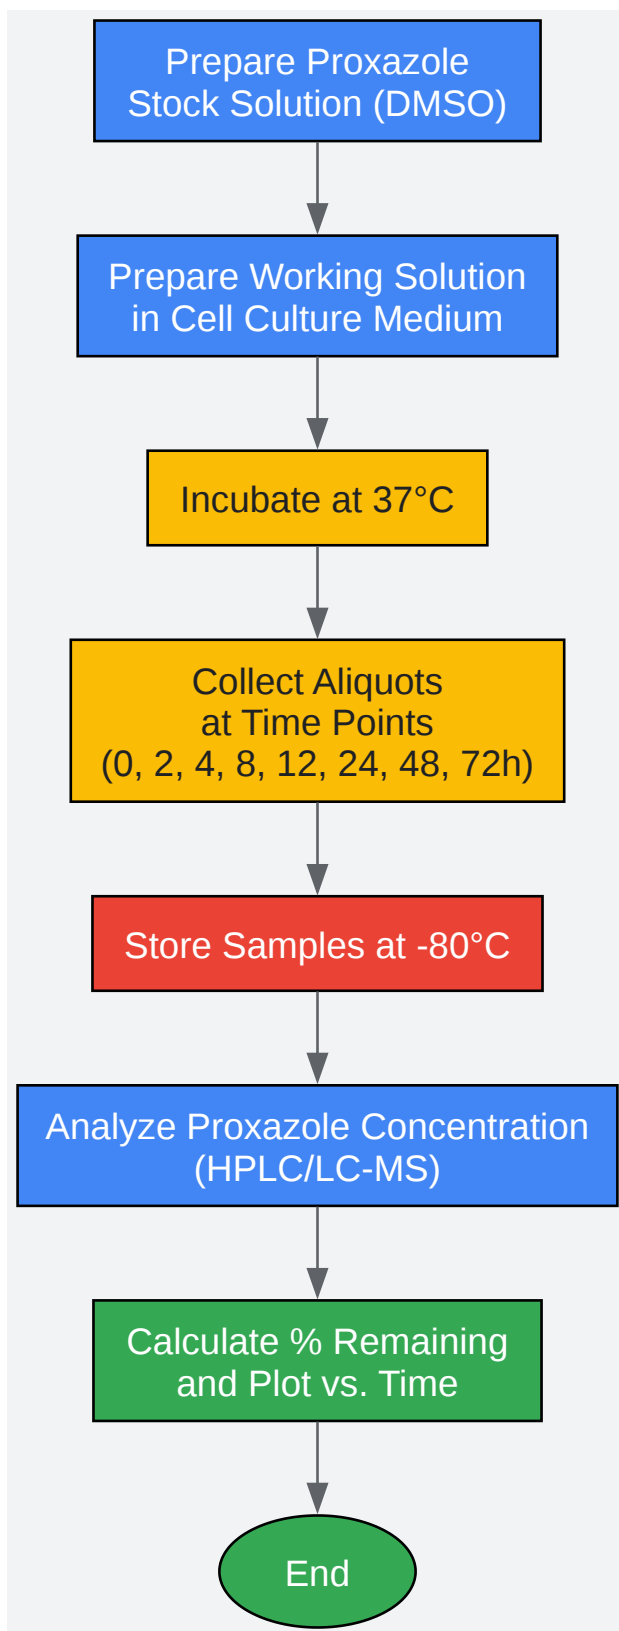 Prepare Proxazole
Stock Solution (DMSO)
Prepare Working Solution
in Cell Culture Medium
Incubate at 37°C
Collect Aliquots
at Time Points
(0, 2, 4, 8, 12, 24, 48, 72h)
Store Samples at -80°C
Analyze Proxazole Concentration
(HPLC/LC-MS)
Calculate % Remaining
and Plot vs. Time
End